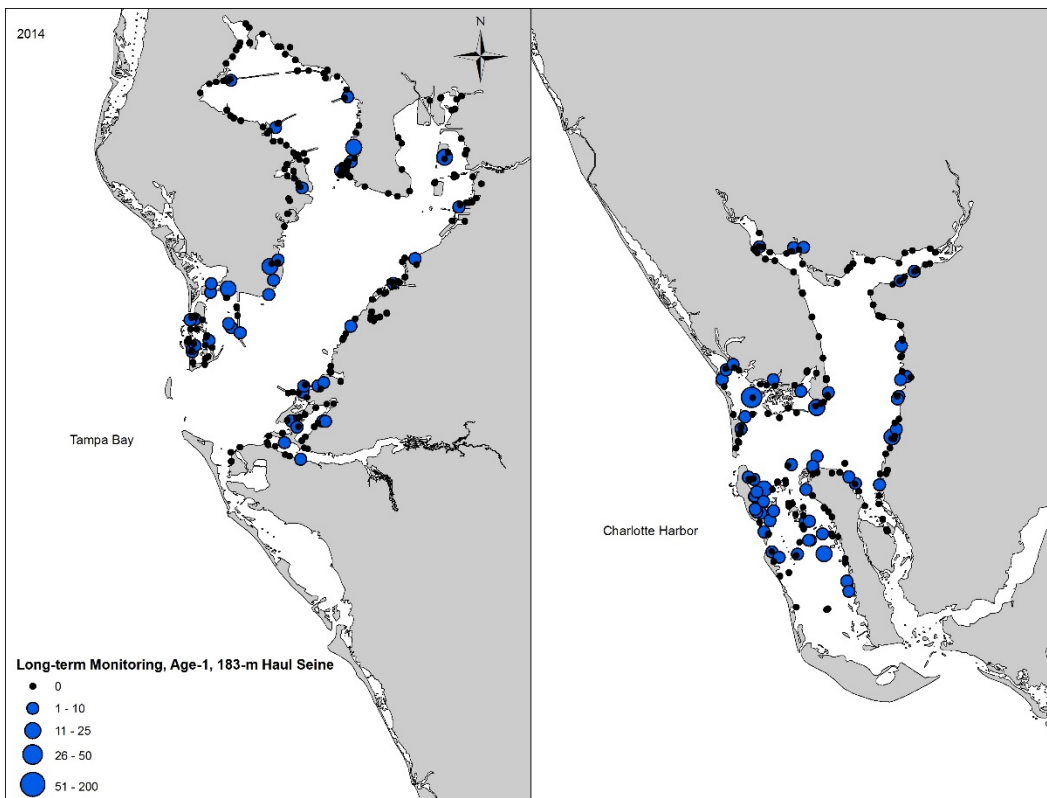 2014
N
Tampa Bay
Charlotte Harbor
Long-term Monitoring, Age-1, 183-m Haul Seine
0
1 - 10
11 - 25
26 - 50
51 - 200